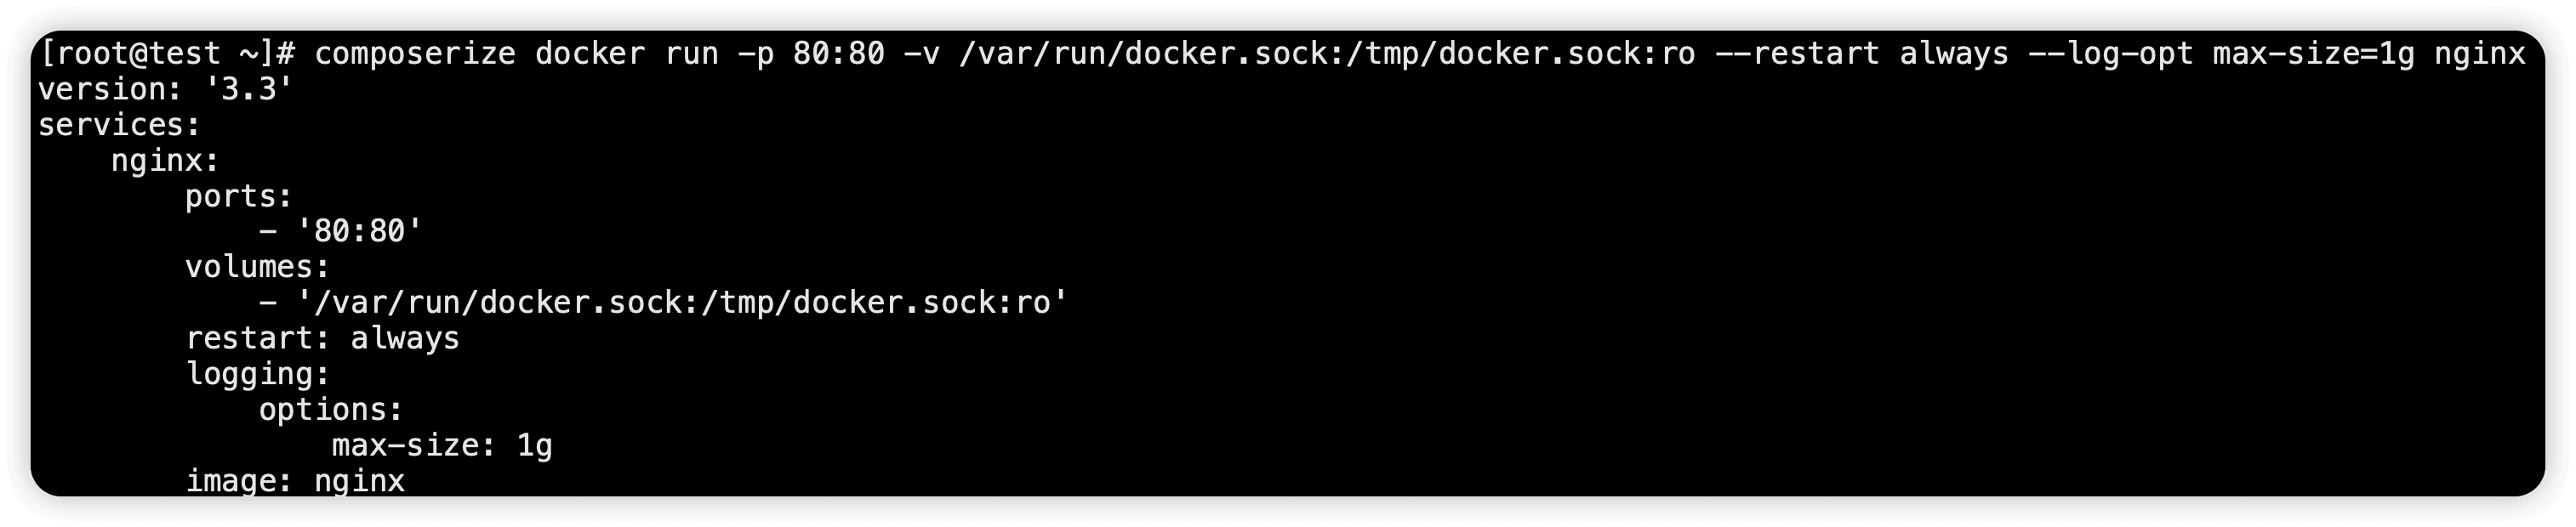 [root@test ~]# composerize docker run -p 80:80 -v /var/run/docker.sock:/tmp/docker.sock:ro --restart always --log-opt max-size=1g nginx
version: '3.3'
services:
    nginx:
        ports:
            - '80:80'
        volumes:
            - '/var/run/docker.sock:/tmp/docker.sock:ro'
        restart: always
        logging:
            options:
                max-size: 1g
        image: nginx